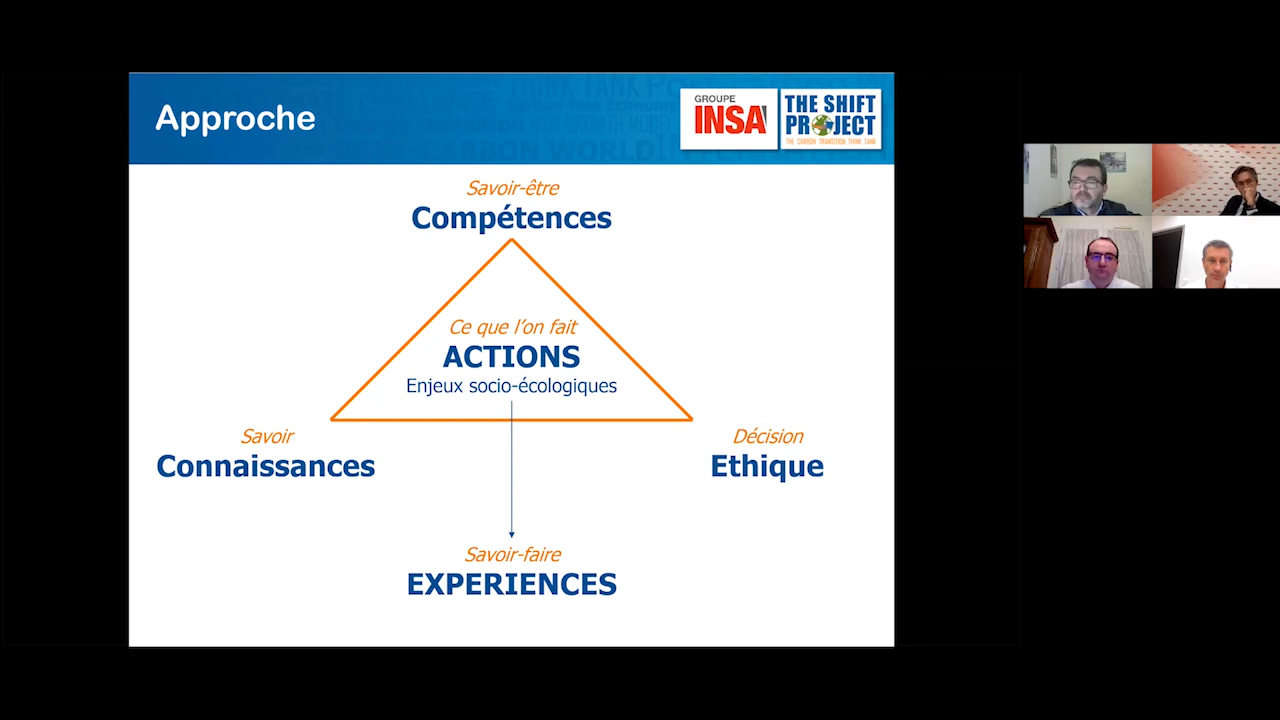 Approche
GROUPE
INSA
THE SHIFT
PROJECT
THE CARBON TRANSITION THINK TANK
Savoir-être
Compétences
Ce que l'on fait
ACTIONS
Enjeux socio-écologiques
Savoir
Connaissances
Décision
Ethique
Savoir-faire
EXPERIENCES